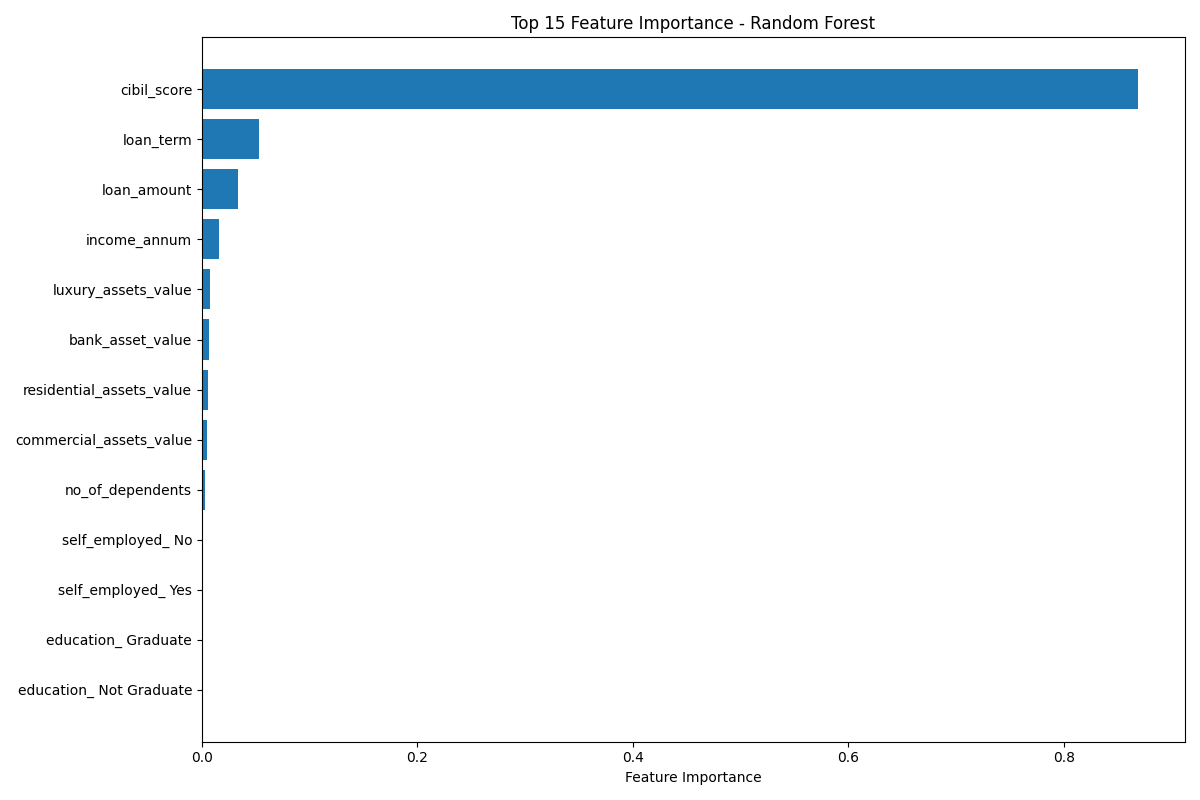 Top 15 Feature Importance - Random Forest
cibil_score
loan_term
loan_amount
income_annum
luxury_assets_value
bank_asset_value
residential_assets_value
commercial_assets_value
no_of_dependents
self_employed_ No
self_employed_ Yes
education_ Graduate
education_ Not Graduate
0.0 0.2 0.4 0.6 0.8
Feature Importance